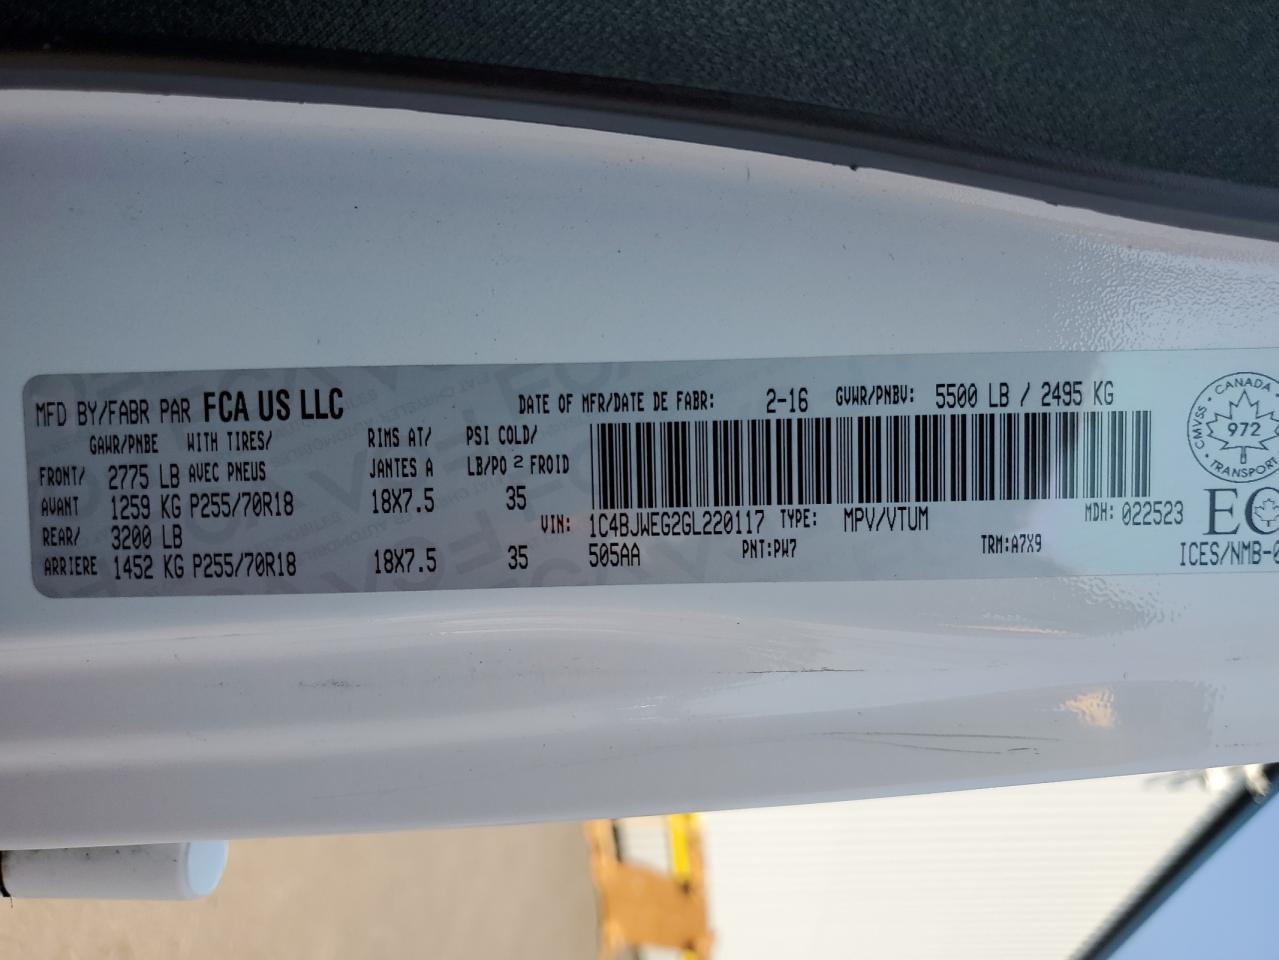 MFD BY/FABR PAR FCA US LLC DATE OF MFR/DATE DE FABR: 2-16 GVWR/PNBV: 5500 LB / 2495 KG
GAWR/PNBE WITH TIRES/ RIMS AT/ PSI COLD/
FRONT/ 2775 LB AVEC PNEUS JANTES A LB/PO 2 FROID
AVANT 1259 KG P255/70R18 18X7.5 35
REAR/ 3200 LB
ARRIERE 1452 KG P255/70R18 18X7.5 35
VIN: 1C4BJWEG2GL220117 TYPE: MPV/VTUM MDH: 022523
505AA PNT:PW7 TRM:A7X9
CANADA
CMVSS 972
TRANSPORT
EC
ICES/NMB-0